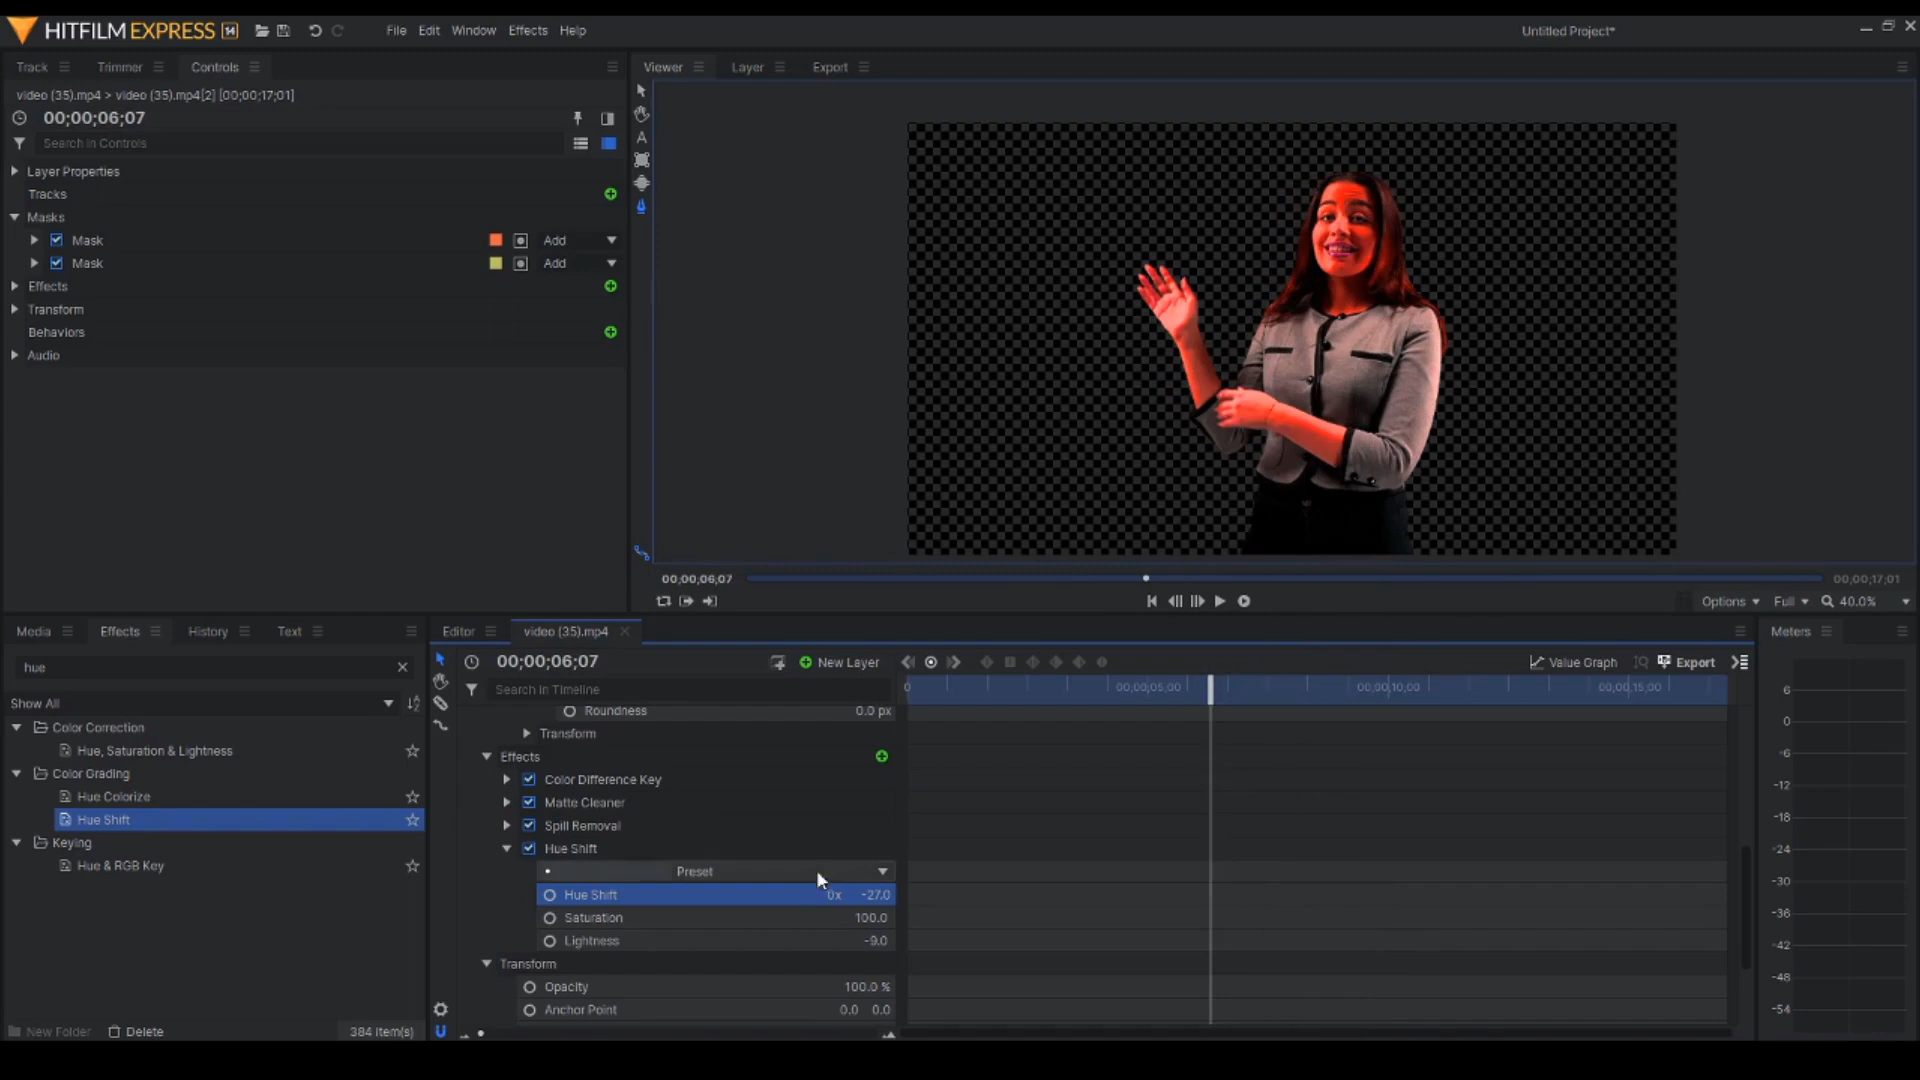 HITFILM EXPRESS 14 File Edit Window Effects Help Untitled Project*
Track Trimmer Controls
video (35).mp4 > video (35).mp4[2] [00;00;17;01]
00;00;06;07
Search in Controls
Layer Properties
Tracks
Masks
Mask Add
Mask Add
Effects
Transform
Behaviors
Audio
Viewer Layer Export
A
00;00;06;07 00;00;17;01
Options Full 40.0%
Media Effects History Text
hue
Show All
Color Correction
Hue, Saturation & Lightness
Color Grading
Hue Colorize
Hue Shift
Keying
Hue & RGB Key
New Folder Delete 384 Item(s)
Editor video (35).mp4
00;00;06;07 New Layer Value Graph Export
Search in Timeline
0 00;00;05;00 00;00;10;00 00;00;15;00
Roundness 0.0 px
Transform
Effects
Color Difference Key
Matte Cleaner
Spill Removal
Hue Shift
Preset
Hue Shift 0x -27.0
Saturation 100.0
Lightness -9.0
Transform
Opacity 100.0 %
Anchor Point 0.0 0.0
Meters
6
0
-6
-12
-18
-24
-30
-36
-42
-48
-54